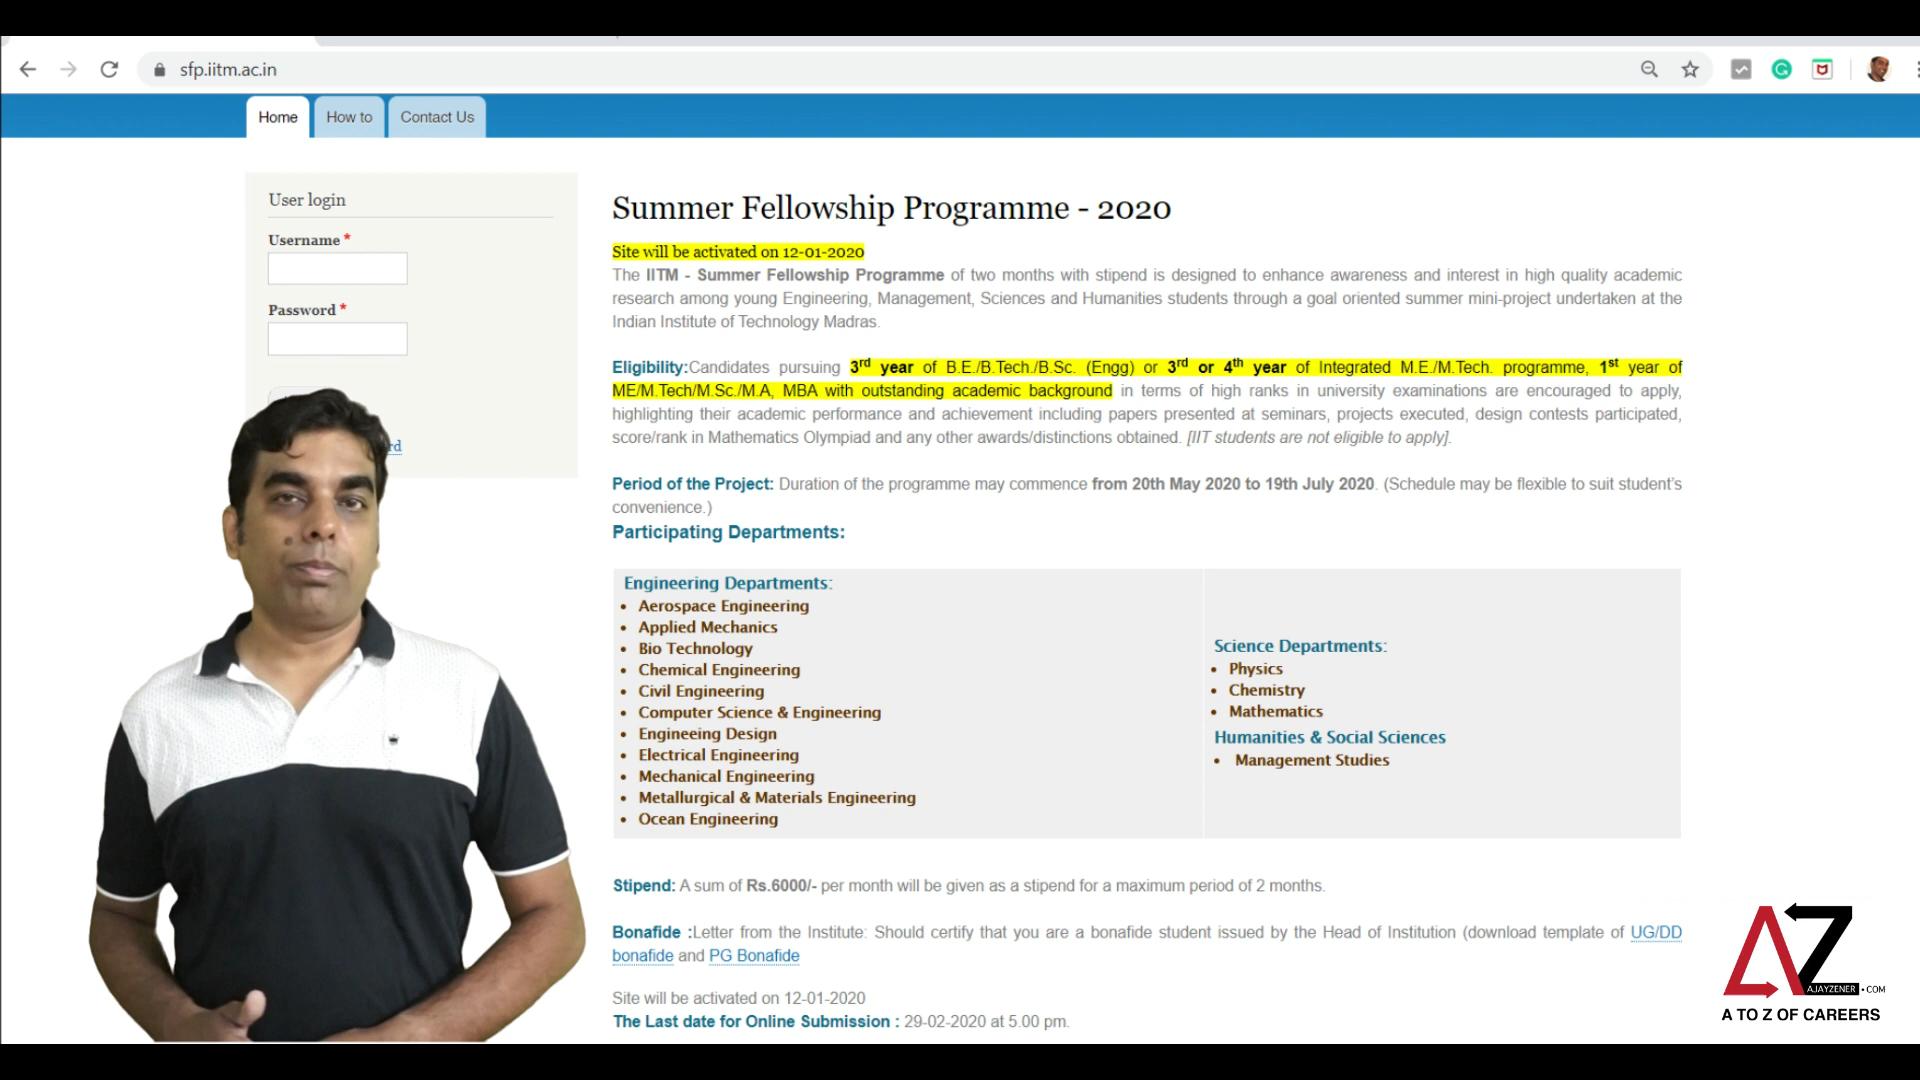 sfp.iitm.ac.in
Home How to Contact Us
User login
Username *
Password *
rd
Summer Fellowship Programme - 2020
Site will be activated on 12-01-2020
The IITM - Summer Fellowship Programme of two months with stipend is designed to enhance awareness and interest in high quality academic
research among young Engineering, Management, Sciences and Humanities students through a goal oriented summer mini-project undertaken at the
Indian Institute of Technology Madras.
Eligibility:Candidates pursuing 3rd year of B.E./B.Tech./B.Sc. (Engg) or 3rd or 4th year of Integrated M.E./M.Tech. programme, 1st year of
ME/M.Tech/M.Sc./M.A, MBA with outstanding academic background in terms of high ranks in university examinations are encouraged to apply,
highlighting their academic performance and achievement including papers presented at seminars, projects executed, design contests participated,
score/rank in Mathematics Olympiad and any other awards/distinctions obtained. [IIT students are not eligible to apply].
Period of the Project: Duration of the programme may commence from 20th May 2020 to 19th July 2020. (Schedule may be flexible to suit student's
convenience.)
Participating Departments:
Engineering Departments:
• Aerospace Engineering
• Applied Mechanics
• Bio Technology
• Chemical Engineering
• Civil Engineering
• Computer Science & Engineering
• Engineeing Design
• Electrical Engineering
• Mechanical Engineering
• Metallurgical & Materials Engineering
• Ocean Engineering
Science Departments:
• Physics
• Chemistry
• Mathematics
Humanities & Social Sciences
• Management Studies
Stipend: A sum of Rs.6000/- per month will be given as a stipend for a maximum period of 2 months.
Bonafide :Letter from the Institute: Should certify that you are a bonafide student issued by the Head of Institution (download template of UG/DD
bonafide and PG Bonafide
Site will be activated on 12-01-2020
The Last date for Online Submission : 29-02-2020 at 5.00 pm.
AZ
AJAYZENER.COM
A TO Z OF CAREERS